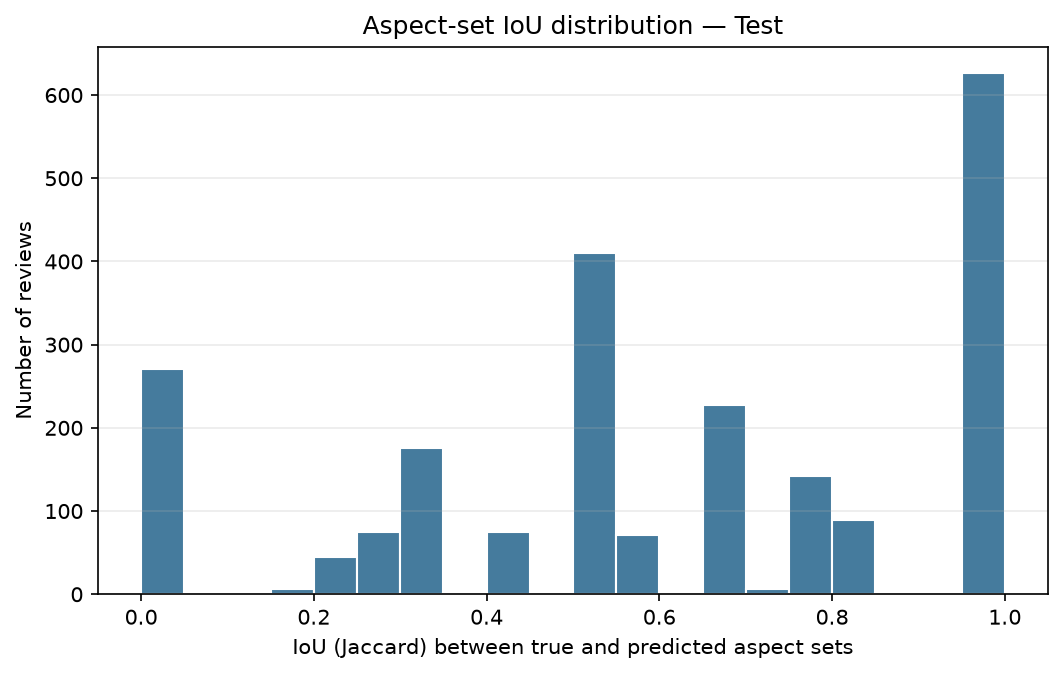 Aspect-set IoU distribution — Test
Number of reviews
600
500
400
300
200
100
0
0.0 0.2 0.4 0.6 0.8 1.0
IoU (Jaccard) between true and predicted aspect sets